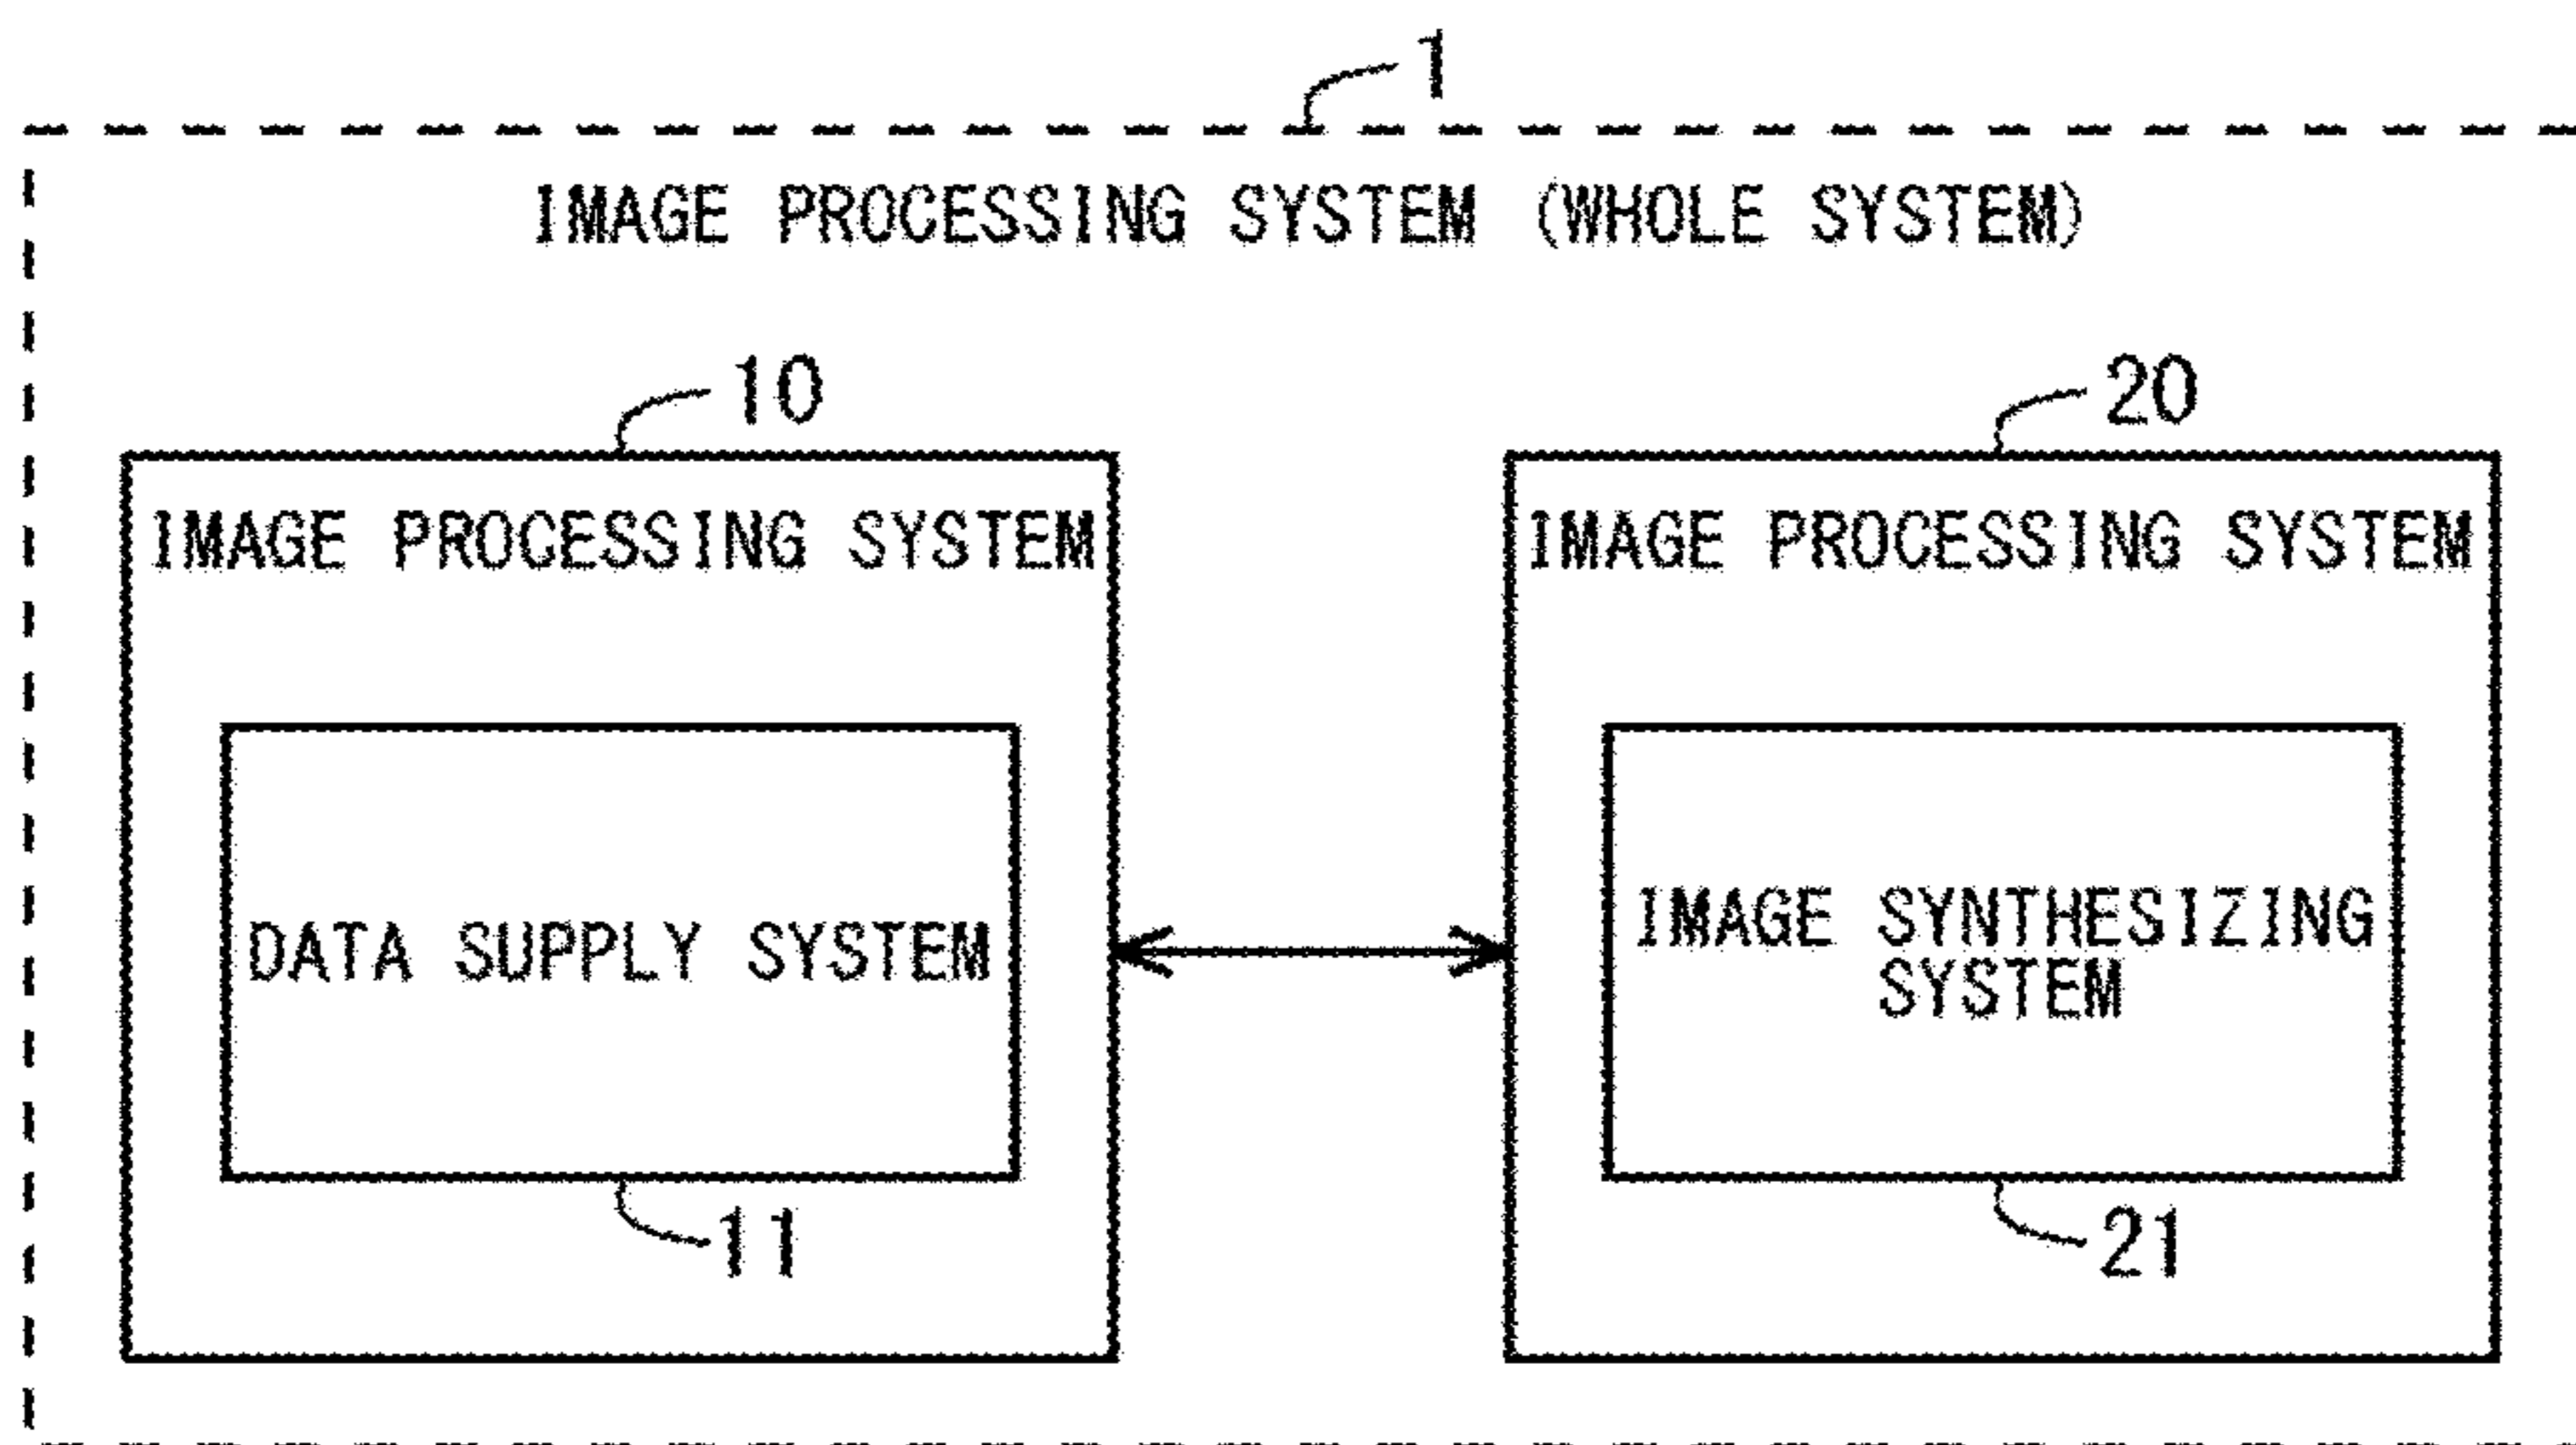 1
IMAGE PROCESSING SYSTEM (WHOLE SYSTEM)
10
20
IMAGE PROCESSING SYSTEM
IMAGE PROCESSING SYSTEM
DATA SUPPLY SYSTEM
IMAGE SYNTHESIZING
SYSTEM
11
21